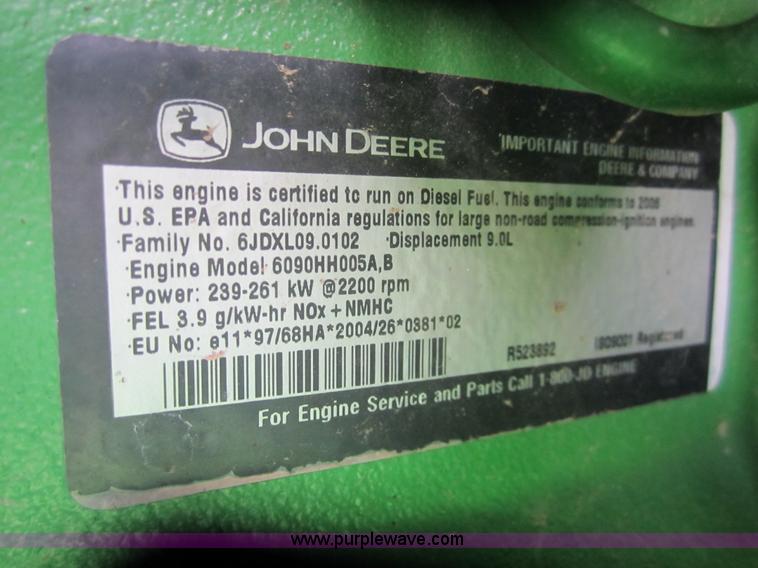 JOHN DEERE
IMPORTANT ENGINE INFORMATION
DEERE & COMPANY
·This engine is certified to run on Diesel Fuel. This engine conforms to 2006
U.S. EPA and California regulations for large non-road compression-ignition engines.
·Family No. 6JDXL09.0102 ·Displacement 9.0L
·Engine Model 6090HH005A,B
·Power: 239-261 kW @2200 rpm
·FEL 3.9 g/kW-hr NOx + NMHC
·EU No: e11*97/68HA*2004/26*0381*02
R523892 ISO9001 Registered
For Engine Service and Parts Call 1-800-JD ENGINE
www.purplewave.com